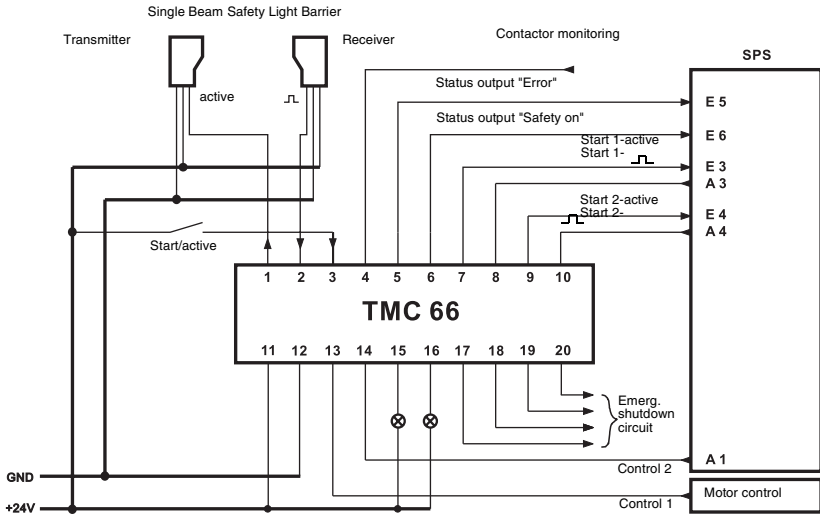 Single Beam Safety Light Barrier
Transmitter
Receiver
Contactor monitoring
SPS
active
Status output "Error"
E 5
Status output "Safety on"
E 6
Start 1-active
Start 1-
E 3
A 3
Start 2-active
Start 2-
E 4
A 4
Start/active
1 2 3 4 5 6 7 8 9 10
TMC 66
11 12 13 14 15 16 17 18 19 20
Emerg.
shutdown
circuit
A 1
Control 2
GND
Motor control
Control 1
+24V